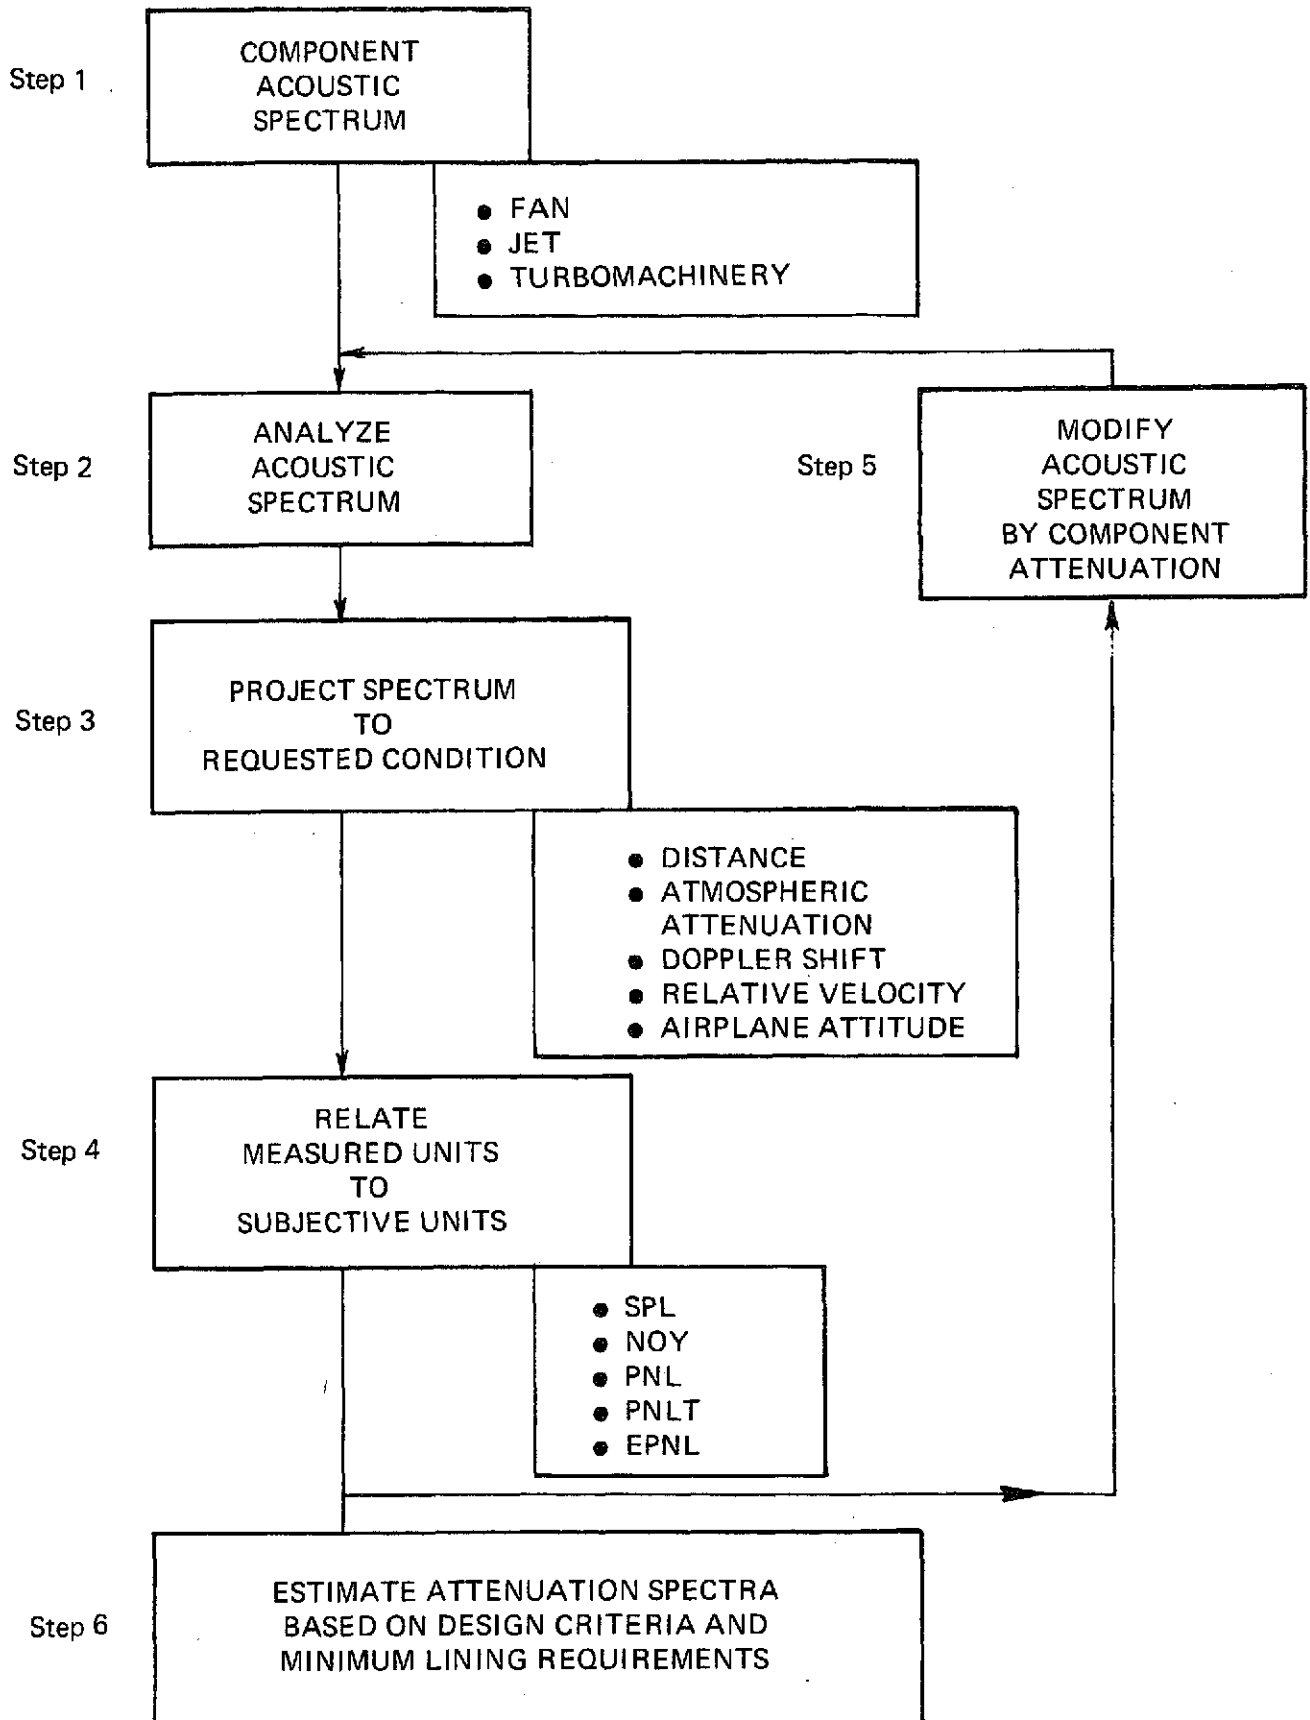 Step 1
COMPONENT
ACOUSTIC
SPECTRUM
● FAN
● JET
● TURBOMACHINERY
Step 2
ANALYZE
ACOUSTIC
SPECTRUM
Step 5
MODIFY
ACOUSTIC
SPECTRUM
BY COMPONENT
ATTENUATION
Step 3
PROJECT SPECTRUM
TO
REQUESTED CONDITION
● DISTANCE
● ATMOSPHERIC
ATTENUATION
● DOPPLER SHIFT
● RELATIVE VELOCITY
● AIRPLANE ATTITUDE
Step 4
RELATE
MEASURED UNITS
TO
SUBJECTIVE UNITS
● SPL
● NOY
● PNL
● PNLT
● EPNL
Step 6
ESTIMATE ATTENUATION SPECTRA
BASED ON DESIGN CRITERIA AND
MINIMUM LINING REQUIREMENTS